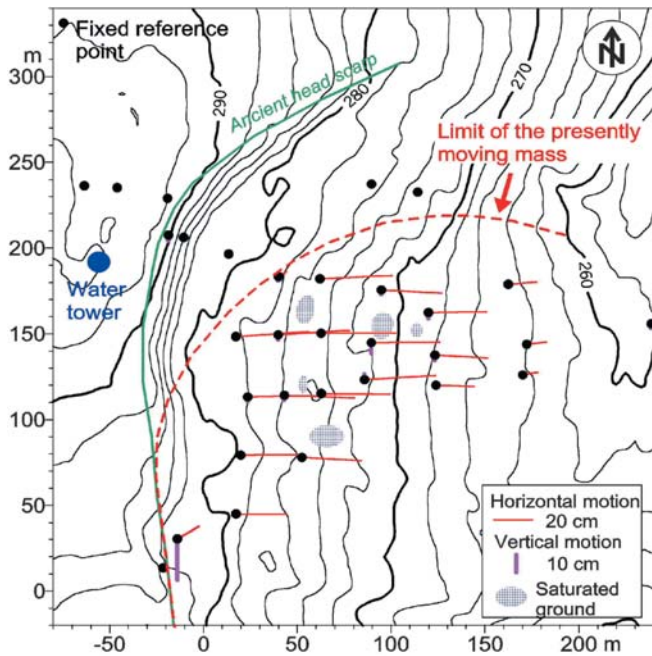 Fixed reference
point
m
300
250
200
150
100
50
0
290
280
270
260
Ancient head scarp
N
Limit of the presently
moving mass
Water
tower
Horizontal motion
20 cm
Vertical motion
10 cm
Saturated
ground
-50
0
50
100
150
200 m